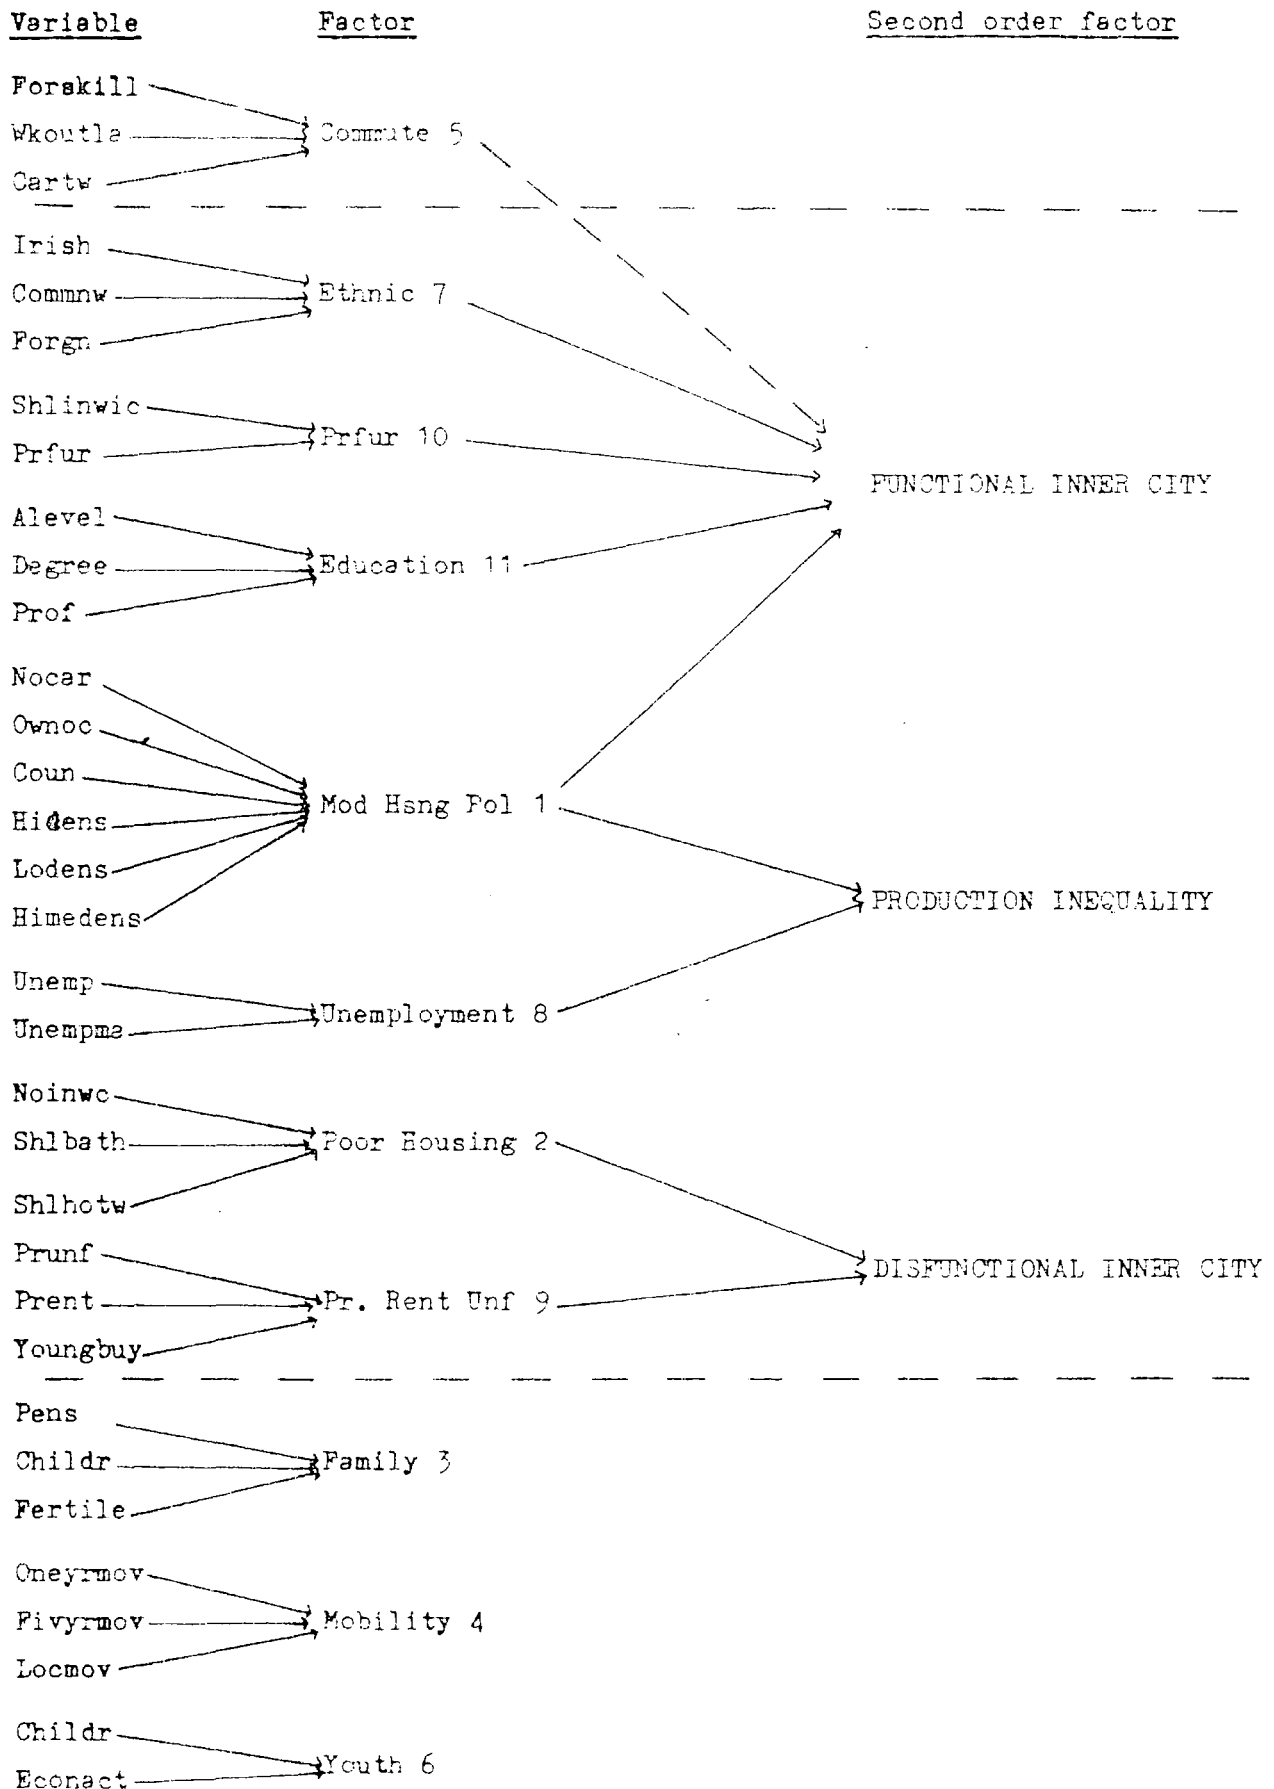 Variable Factor Second order factor
Forskill
Wkoutla Commute 5
Cartw
Irish
Commnw Ethnic 7
Forgn
Shlinwic
Prfur Prfur 10
FUNCTIONAL INNER CITY
Alevel
Degree Education 11
Prof
Nocar
Ownoc
Coun
Mod Hsng Pol 1
Hidens
Lodens
PRODUCTION INEQUALITY
Himedens
Unemp
Unemployment 8
Unempma
Noinwc
Shlbath Poor Housing 2
Shlhotw
Prunf
DISFUNCTIONAL INNER CITY
Prent Pr. Rent Unf 9
Youngbuy
Pens
Childr Family 3
Fertile
Oneyrmov
Fivyrmov Mobility 4
Locmov
Childr
Youth 6
Econact